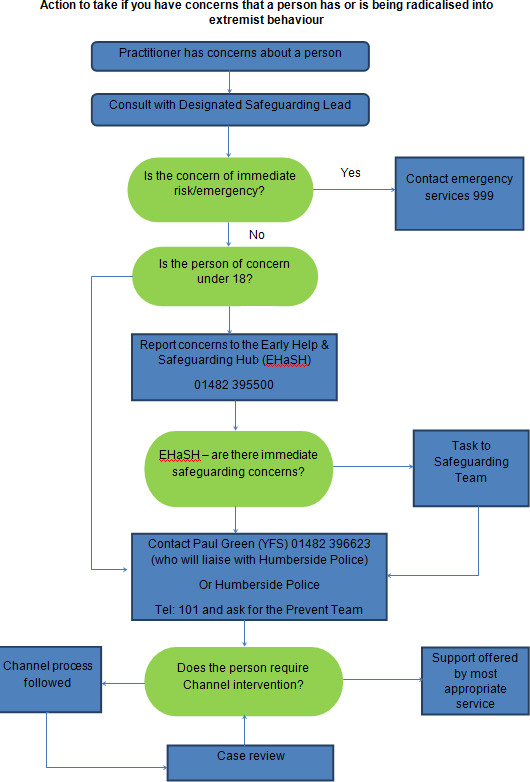 Action to take if you have concerns that a person has or is being radicalised into
extremist behaviour
Practitioner has concerns about a person
Consult with Designated Safeguarding Lead
Is the concern of immediate
risk/emergency?
Yes
Contact emergency
services 999
No
Is the person of concern
under 18?
Report concerns to the Early Help &
Safeguarding Hub (EHaSH)
01482 395500
EHaSH – are there immediate
safeguarding concerns?
Task to
Safeguarding
Team
Contact Paul Green (YFS) 01482 396623
(who will liaise with Humberside Police)
Or Humberside Police
Tel: 101 and ask for the Prevent Team
Channel process
followed
Does the person require
Channel intervention?
Support offered
by most
appropriate
service
Case review